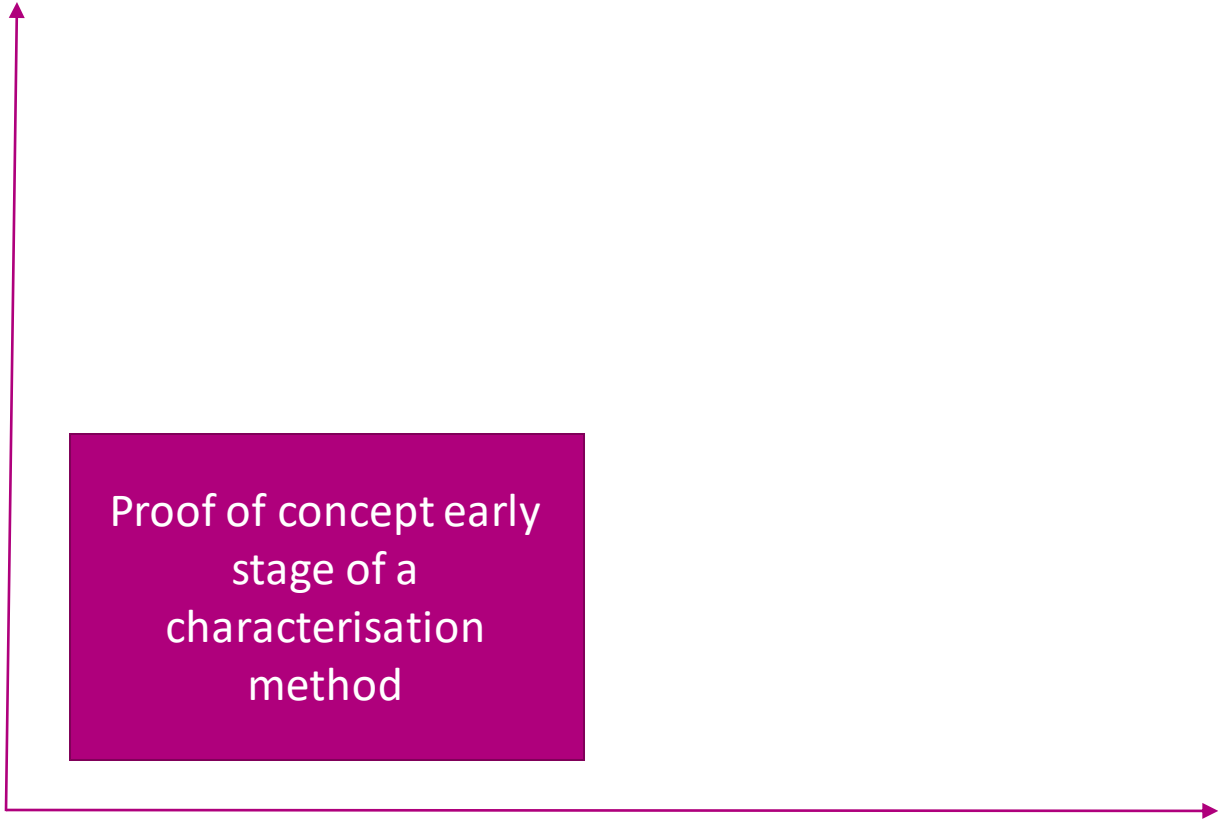 Proof of concept early
stage of a
characterisation
method